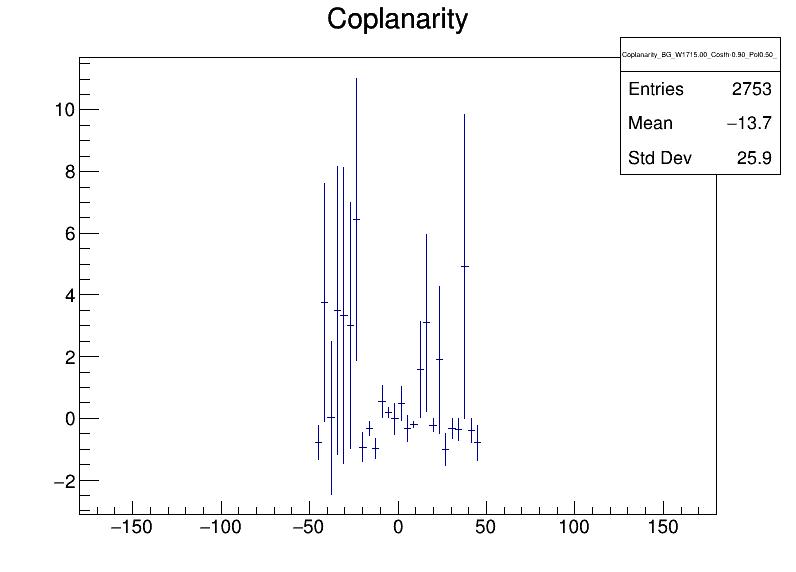 Coplanarity
Coplanarity_BG_W1715.00_Costh-0.90_Pol0.50_
Entries 2753
Mean −13.7
Std Dev 25.9
10
8
6
4
2
0
−2
−150 −100 −50 0 50 100 150